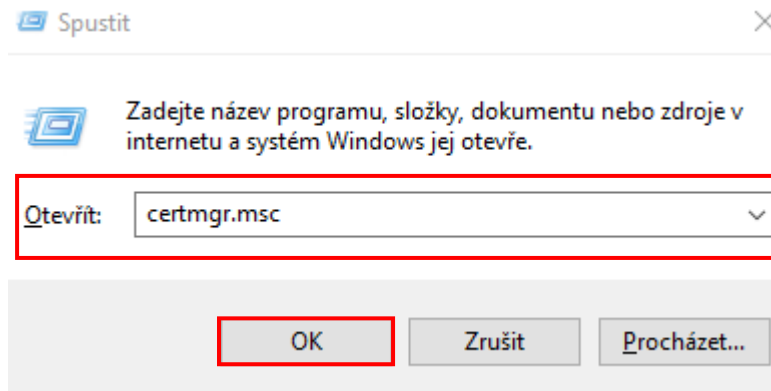 Spustit
Zadejte název programu, složky, dokumentu nebo zdroje v
internetu a systém Windows jej otevře.
Otevřít: certmgr.msc
OK Zrušit Procházet...